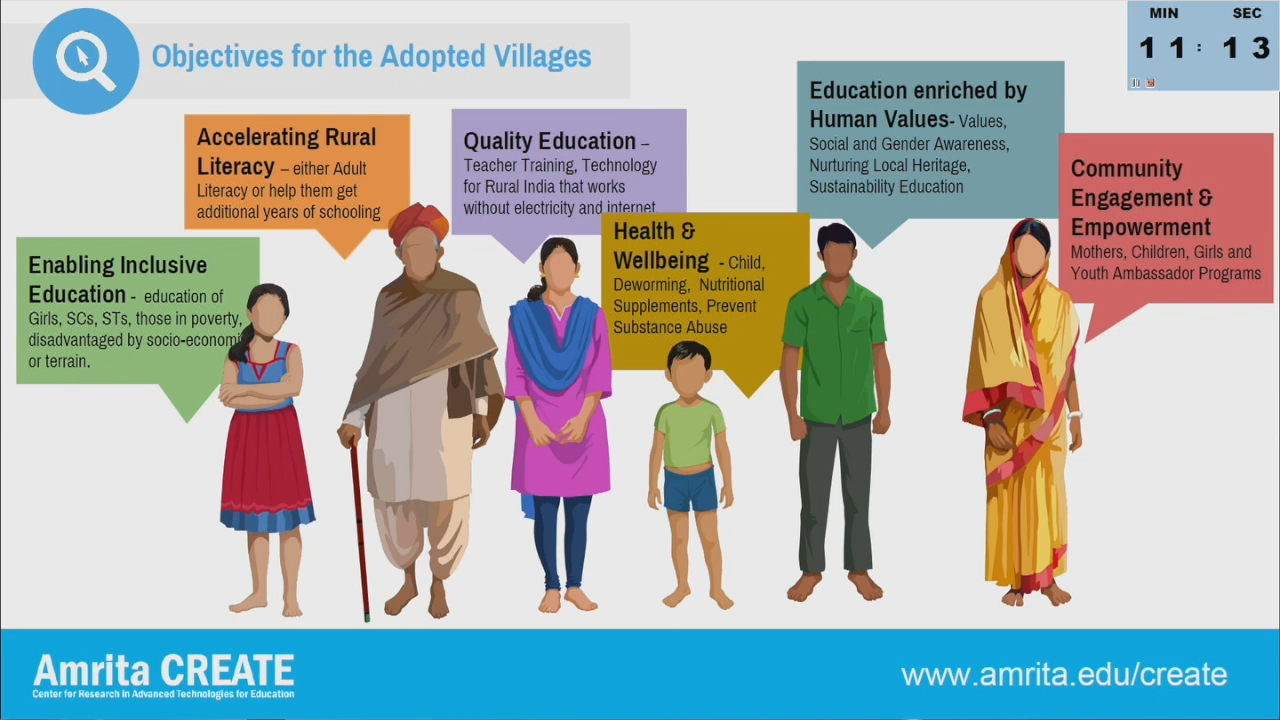 Objectives for the Adopted Villages
MIN SEC
11:13
Enabling Inclusive
Education - education of
Girls, SCs, STs, those in poverty,
disadvantaged by socio-economi
or terrain.
Accelerating Rural
Literacy – either Adult
Literacy or help them get
additional years of schooling
Quality Education –
Teacher Training, Technology
for Rural India that works
without electricity and internet
Health &
Wellbeing - Child,
Deworming, Nutritional
Supplements, Prevent
Substance Abuse
Education enriched by
Human Values- Values,
Social and Gender Awareness,
Nurturing Local Heritage,
Sustainability Education
Community
Engagement &
Empowerment
Mothers, Children, Girls and
Youth Ambassador Programs
Amrita CREATE
Center for Research in Advanced Technologies for Education
www.amrita.edu/create